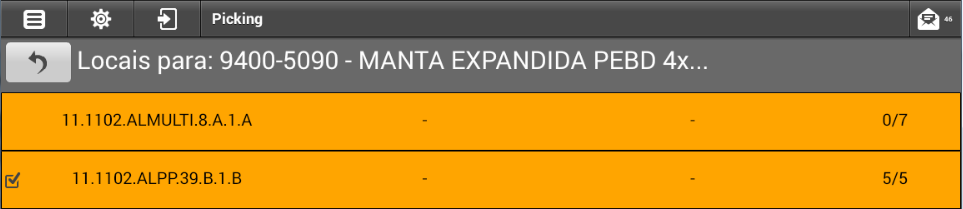 Picking
46
Locais para: 9400-5090 - MANTA EXPANDIDA PEBD 4x...
11.1102.ALMULTI.8.A.1.A - - 0/7
11.1102.ALPP.39.B.1.B - - 5/5